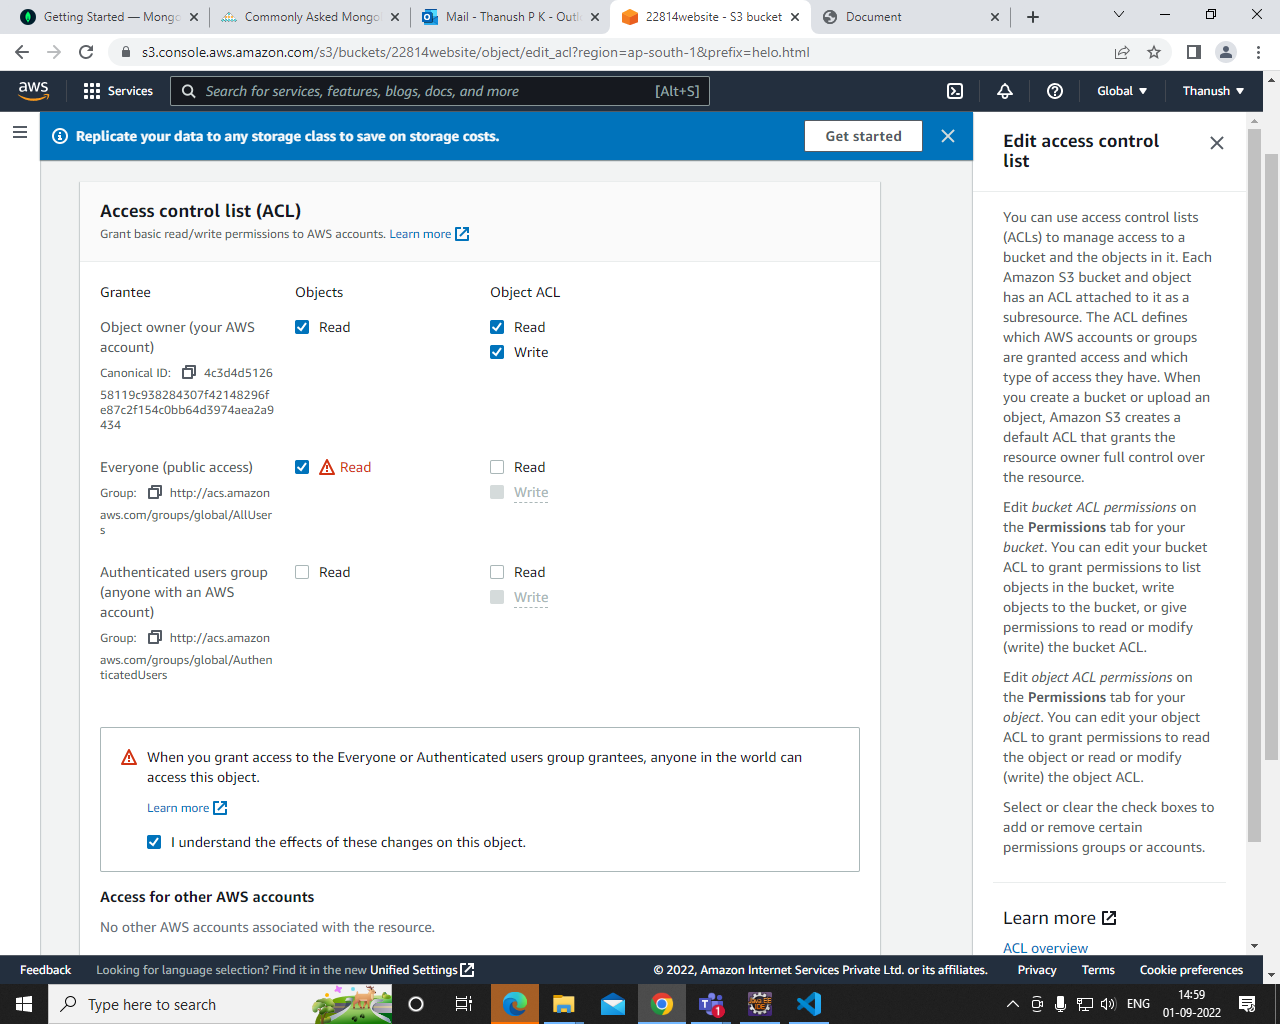 Getting Started — Mongo
Commonly Asked Mongo
Mail - Thanush P K - Outl
22814website - S3 bucket
Document
s3.console.aws.amazon.com/s3/buckets/22814website/object/edit_acl?region=ap-south-1&prefix=helo.html
aws
Services
Search for services, features, blogs, docs, and more
[Alt+S]
Global
Thanush
Replicate your data to any storage class to save on storage costs.
Get started
Access control list (ACL)
Grant basic read/write permissions to AWS accounts. Learn more
Grantee
Objects
Object ACL
Object owner (your AWS
account)
Canonical ID: 4c3d4d5126
58119c938284307f42148296f
e87c2f154c0bb64d3974aea2a9
434
Read
Read
Write
Everyone (public access)
Group: http://acs.amazon
aws.com/groups/global/AllUser
s
Read
Read
Write
Authenticated users group
(anyone with an AWS
account)
Group: http://acs.amazon
aws.com/groups/global/Authen
ticatedUsers
Read
Read
Write
When you grant access to the Everyone or Authenticated users group grantees, anyone in the world can
access this object.
Learn more
I understand the effects of these changes on this object.
Access for other AWS accounts
No other AWS accounts associated with the resource.
Edit access control
list
You can use access control lists
(ACLs) to manage access to a
bucket and the objects in it. Each
Amazon S3 bucket and object
has an ACL attached to it as a
subresource. The ACL defines
which AWS accounts or groups
are granted access and which
type of access they have. When
you create a bucket or upload an
object, Amazon S3 creates a
default ACL that grants the
resource owner full control over
the resource.
Edit bucket ACL permissions on
the Permissions tab for your
bucket. You can edit your bucket
ACL to grant permissions to list
objects in the bucket, write
objects to the bucket, or give
permissions to read or modify
(write) the bucket ACL.
Edit object ACL permissions on
the Permissions tab for your
object. You can edit your object
ACL to grant permissions to read
the object or read or modify
(write) the object ACL.
Select or clear the check boxes to
add or remove certain
permissions groups or accounts.
Learn more
ACL overview
Feedback
Looking for language selection? Find it in the new Unified Settings
© 2022, Amazon Internet Services Private Ltd. or its affiliates.
Privacy
Terms
Cookie preferences
Type here to search
1
ENG
14:59
01-09-2022